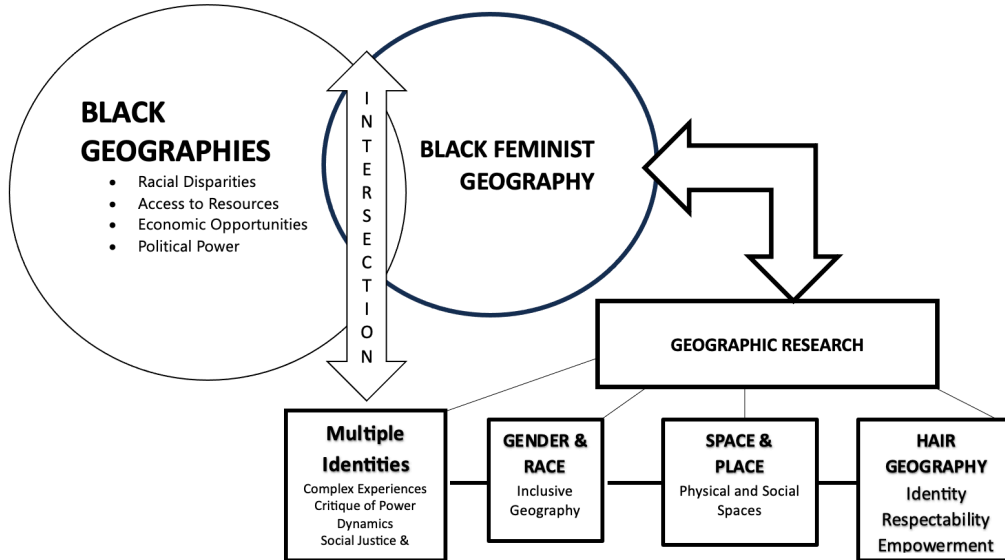 BLACK
GEOGRAPHIES
• Racial Disparities
• Access to Resources
• Economic Opportunities
• Political Power
INTERSECTION
BLACK FEMINIST
GEOGRAPHY
GEOGRAPHIC RESEARCH
Multiple
Identities
Complex Experiences
Critique of Power
Dynamics
Social Justice &
GENDER &
RACE
Inclusive
Geography
SPACE &
PLACE
Physical and Social
Spaces
HAIR
GEOGRAPHY
Identity
Respectability
Empowerment